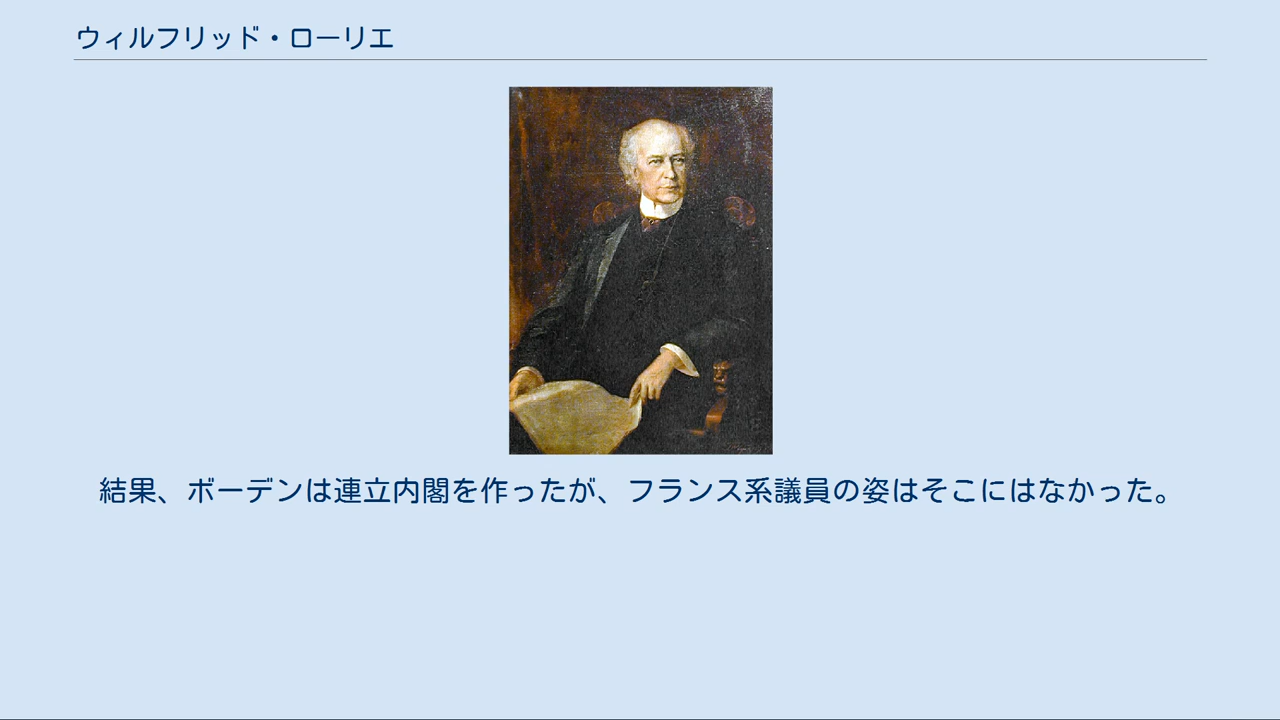 ウィルフリッド・ローリエ
結果、ボーデンは連立内閣を作ったが、フランス系議員の姿はそこにはなかった。